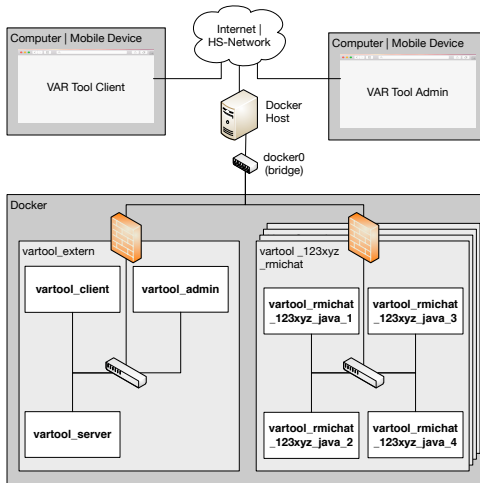 Computer | Mobile Device
VAR Tool Client
Internet |
HS-Network
Computer | Mobile Device
VAR Tool Admin
Docker
Host
docker0
(bridge)
Docker
vartool_extern
vartool_client
vartool_admin
vartool_server
vartool _123xyz
_rmichat
vartool_rmichat
_123xyz_java_1
vartool_rmichat
_123xyz_java_3
vartool_rmichat
_123xyz_java_2
vartool_rmichat
_123xyz_java_4